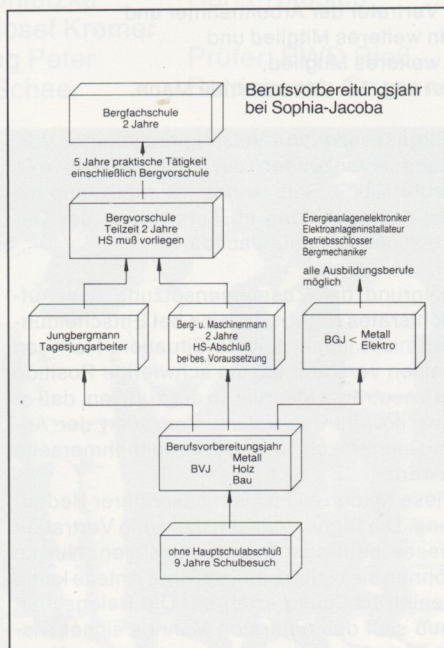 Berufsvorbereitungsjahr
bei Sophia-Jacoba
Bergfachschule
2 Jahre
5 Jahre praktische Tätigkeit
einschließlich Bergvorschule
Bergvorschule
Teilzeit 2 Jahre
HS muß vorliegen
Energieanlagenelektroniker
Elektroanlageninstallateur
Betriebsschlosser
Bergmechaniker
alle Ausbildungsberufe
möglich
Jungbergmann
Tagesjungarbeiter
Berg- u. Maschinenmann
2 Jahre
HS-Abschluß
bei bes. Voraussetzung
BGJ < Metall
Elektro
Berufsvorbereitungsjahr
Metall
BVJ Holz
Bau
ohne Hauptschulabschluß
9 Jahre Schulbesuch